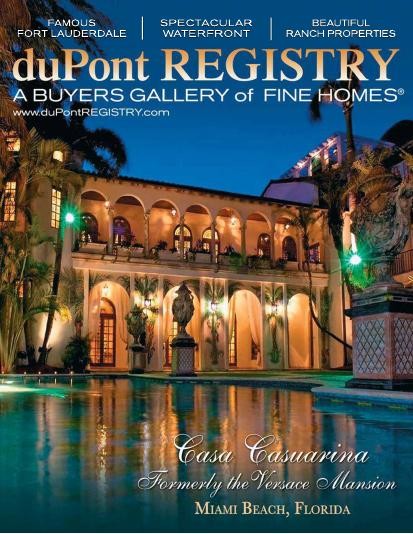 FAMOUS
FORT LAUDERDALE
SPECTACULAR
WATERFRONT
BEAUTIFUL
RANCH PROPERTIES
duPont REGISTRY
A BUYERS GALLERY of FINE HOMES®
www.duPontREGISTRY.com
Casa Casuarina
Formerly the Versace Mansion
MIAMI BEACH, FLORIDA